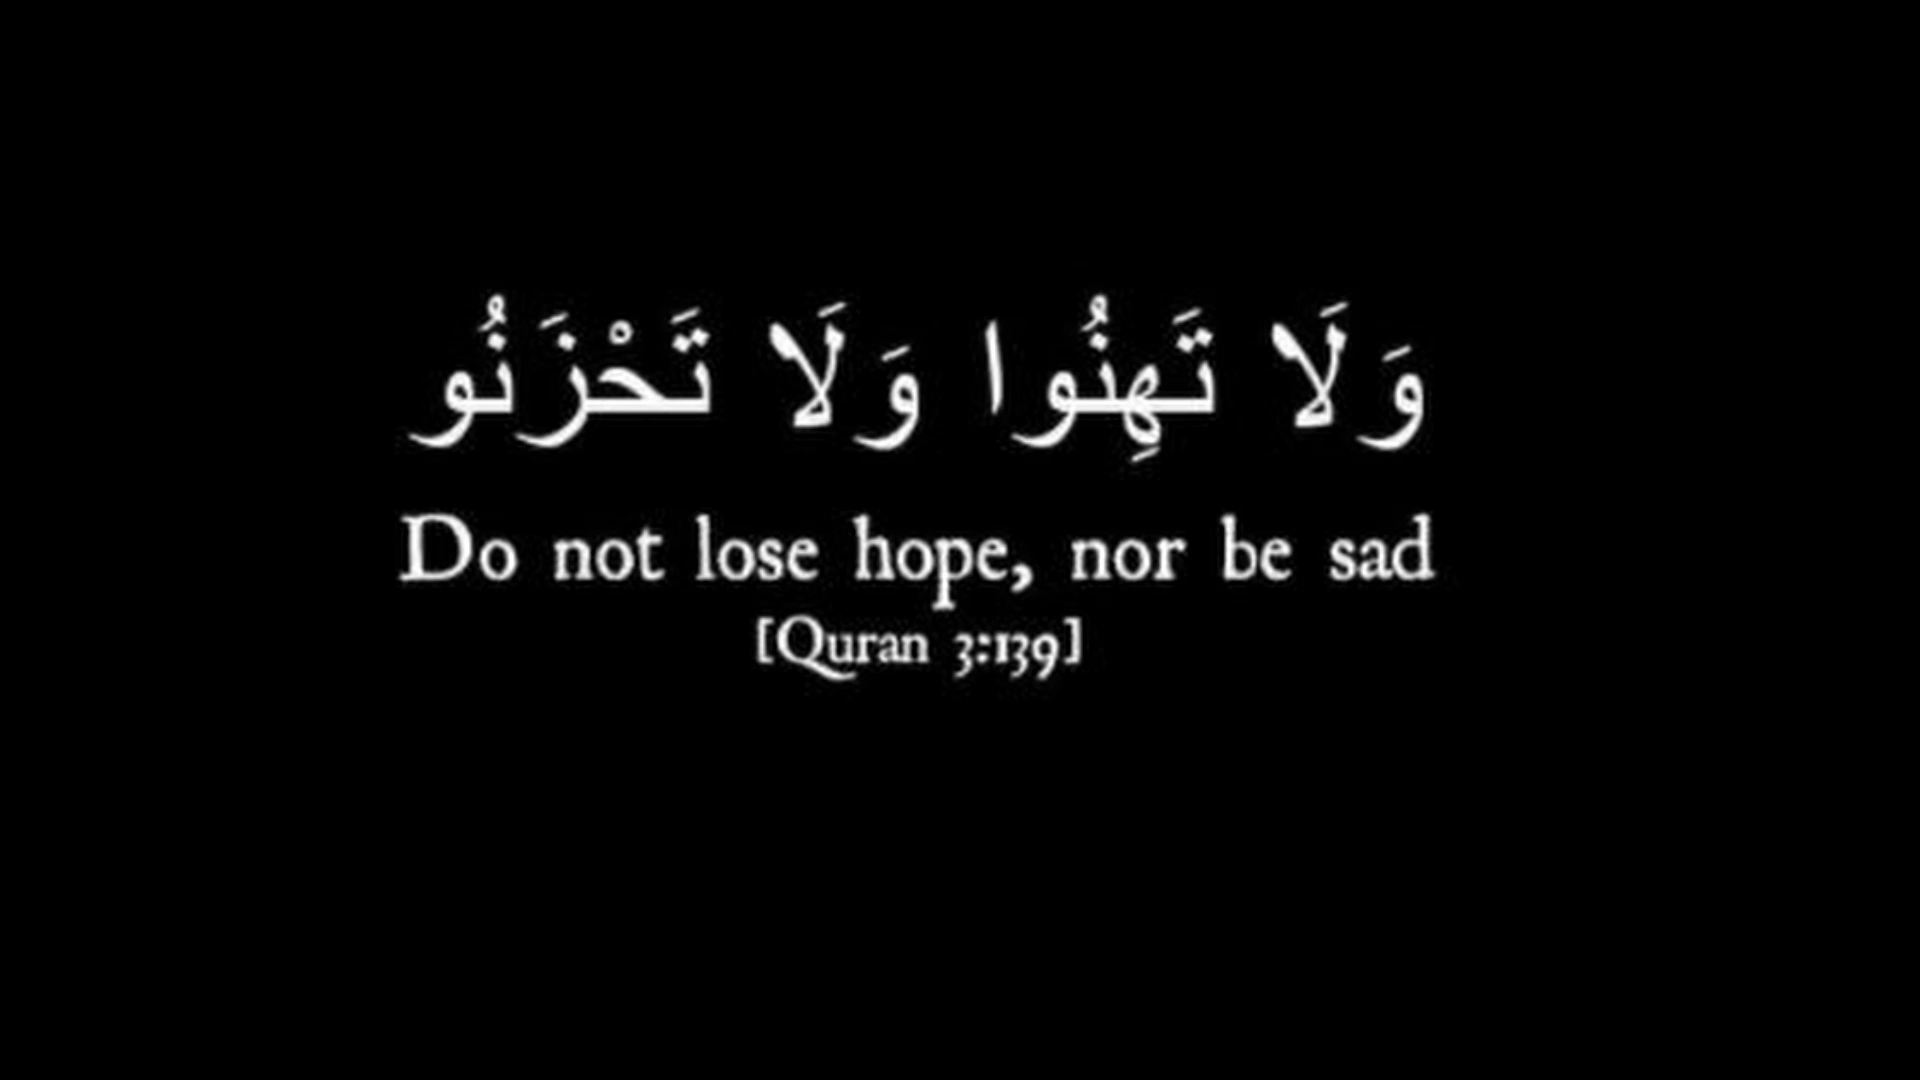 وَلَا تَهِنُوا وَلَا تَحْزَنُو
Do not lose hope, nor be sad
[Quran 3:139]